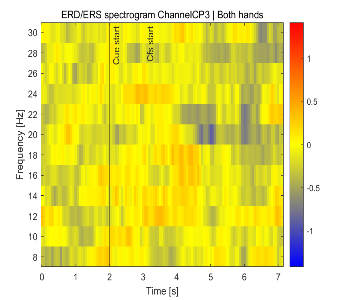 ERD/ERS spectrogram ChannelCP3 | Both hands
Frequency [Hz]
30
28
26
24
22
20
18
16
14
12
10
8
Cue start
Cfs start
0 1 2 3 4 5 6 7
Time [s]
1
0.5
0
-0.5
-1